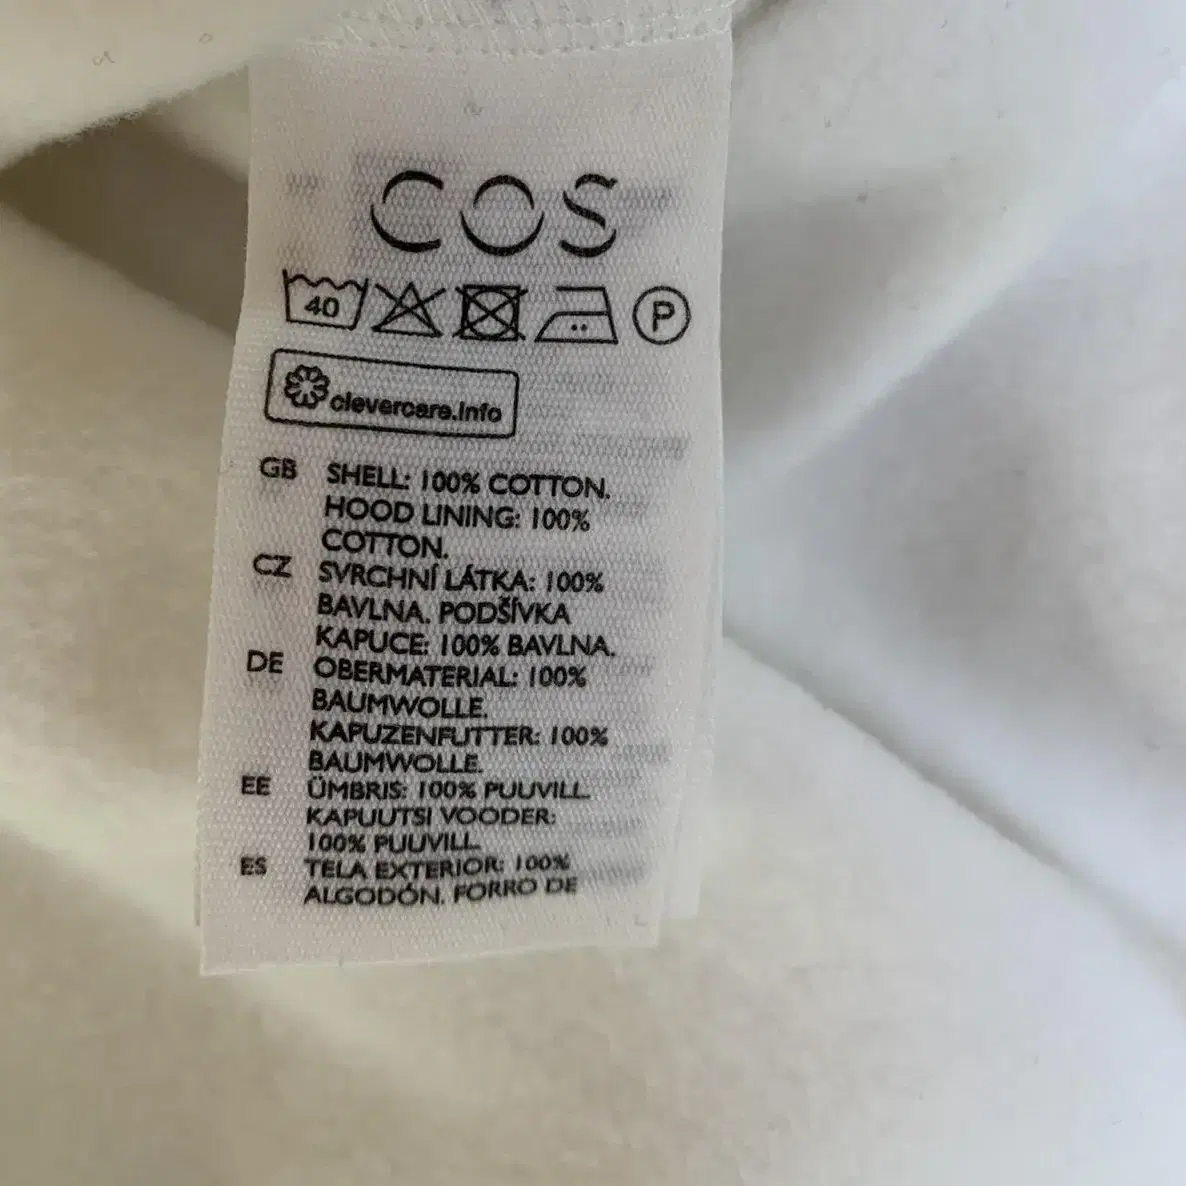 COS
40
P
clevercare.info
GB SHELL: 100% COTTON.
HOOD LINING: 100%
COTTON.
CZ SVRCHNÍ LÁTKA: 100%
BAVLNA. PODŠÍVKA
KAPUCE: 100% BAVLNA.
DE OBERMATERIAL: 100%
BAUMWOLLE.
KAPUZENFUTTER: 100%
BAUMWOLLE.
EE ÜMBRIS: 100% PUUVILL.
KAPUUTSI VOODER:
100% PUUVILL.
ES TELA EXTERIOR: 100%
ALGODÓN. FORRO DE